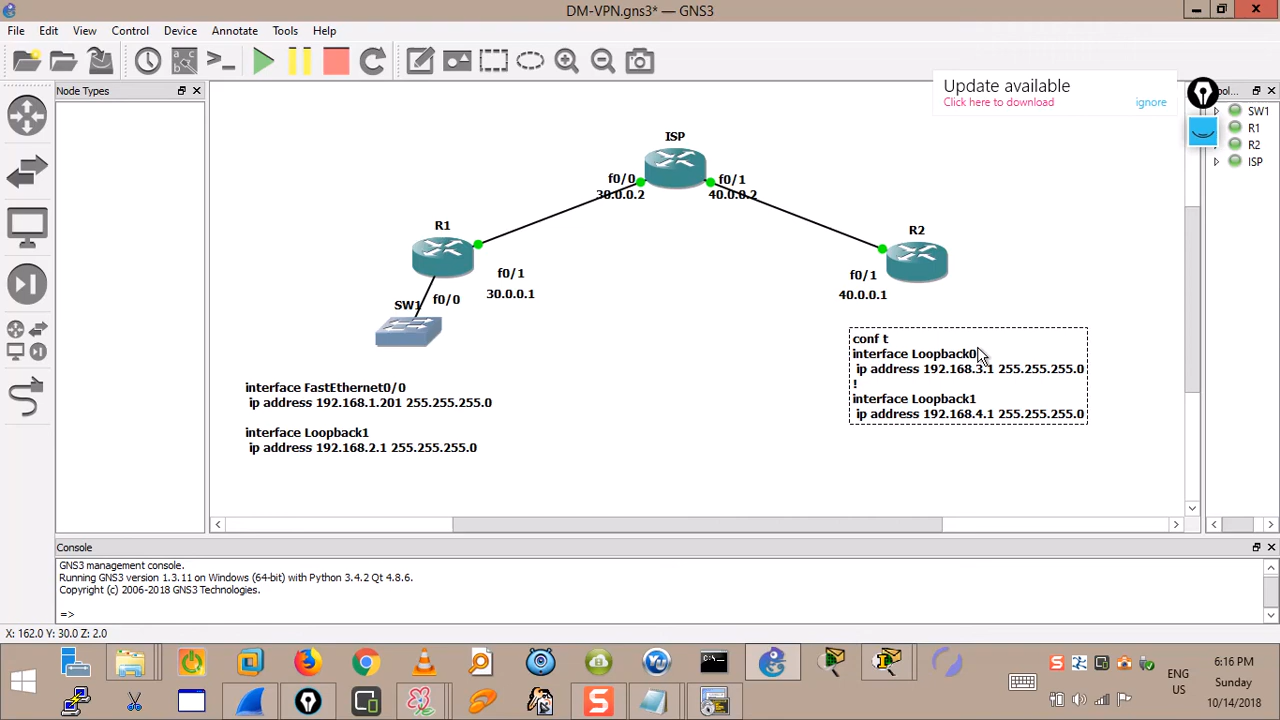 DM-VPN.gns3* — GNS3
File Edit View Control Device Annotate Tools Help
Node Types
Update available
Click here to download ignore
SW1
R1
R2
ISP
ISP
f0/0 f0/1
30.0.0.2 40.0.0.2
R1 R2
f0/1
30.0.0.1
f0/1
40.0.0.1
SW1 f0/0
conf t
interface Loopback0
ip address 192.168.3.1 255.255.255.0
!
interface Loopback1
ip address 192.168.4.1 255.255.255.0
interface FastEthernet0/0
ip address 192.168.1.201 255.255.255.0
interface Loopback1
ip address 192.168.2.1 255.255.255.0
Console
GNS3 management console.
Running GNS3 version 1.3.11 on Windows (64-bit) with Python 3.4.2 Qt 4.8.6.
Copyright (c) 2006-2018 GNS3 Technologies.
=>
X: 162.0 Y: 30.0 Z: 2.0
ENG
US
6:16 PM
Sunday
10/14/2018